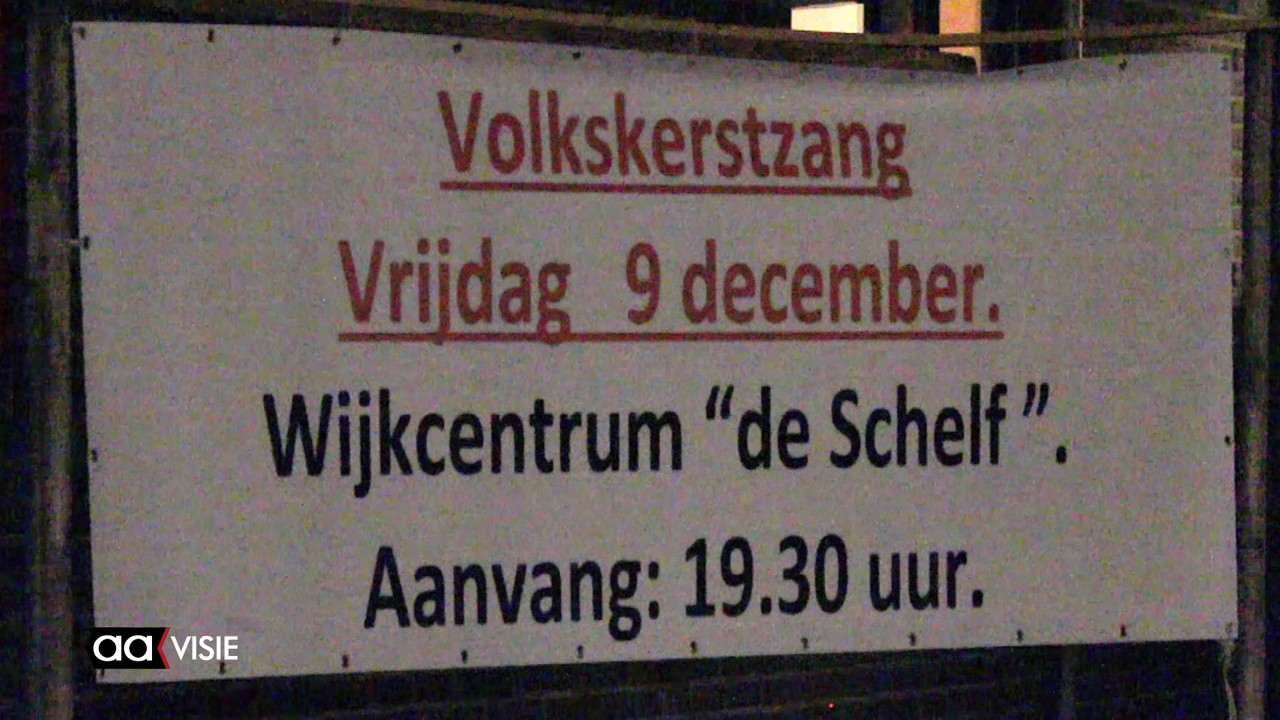 Volkskerstzang
Vrijdag 9 december.
Wijkcentrum “de Schelf ”.
Aanvang: 19.30 uur.
aa VISIE